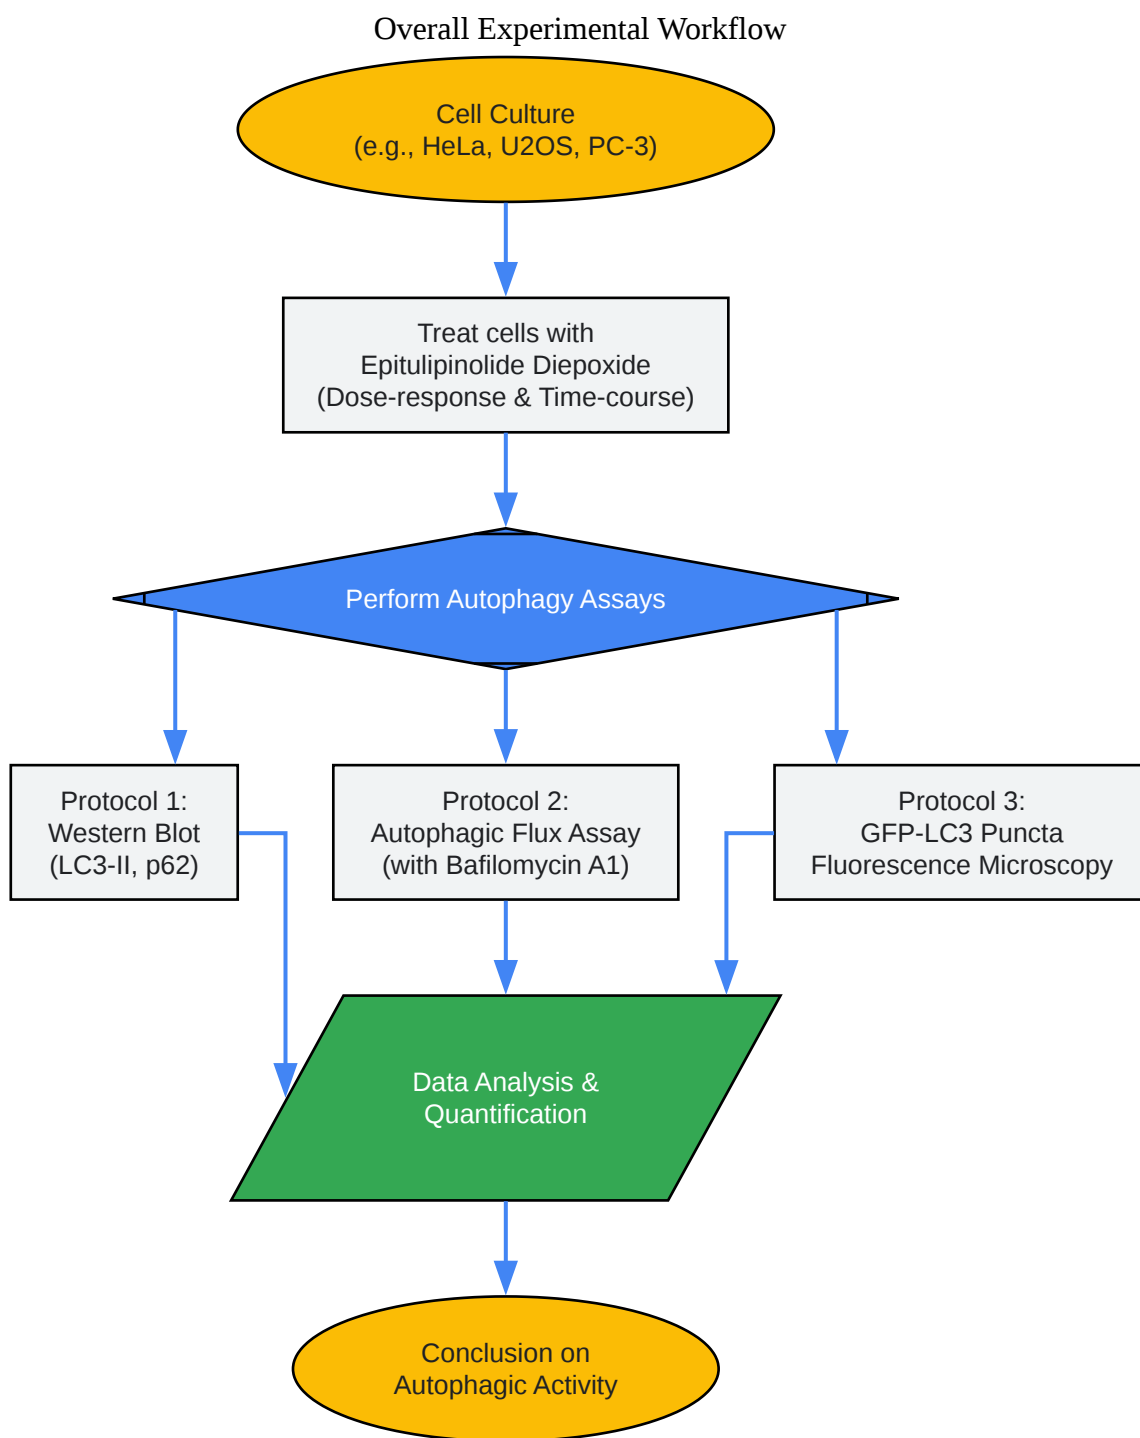 Overall Experimental Workflow
Cell Culture
(e.g., HeLa, U2OS, PC-3)
Treat cells with
Epitulipinolide Diepoxide
(Dose-response & Time-course)
Perform Autophagy Assays
Protocol 1:
Western Blot
(LC3-II, p62)
Protocol 2:
Autophagic Flux Assay
(with Bafilomycin A1)
Protocol 3:
GFP-LC3 Puncta
Fluorescence Microscopy
Data Analysis &
Quantification
Conclusion on
Autophagic Activity